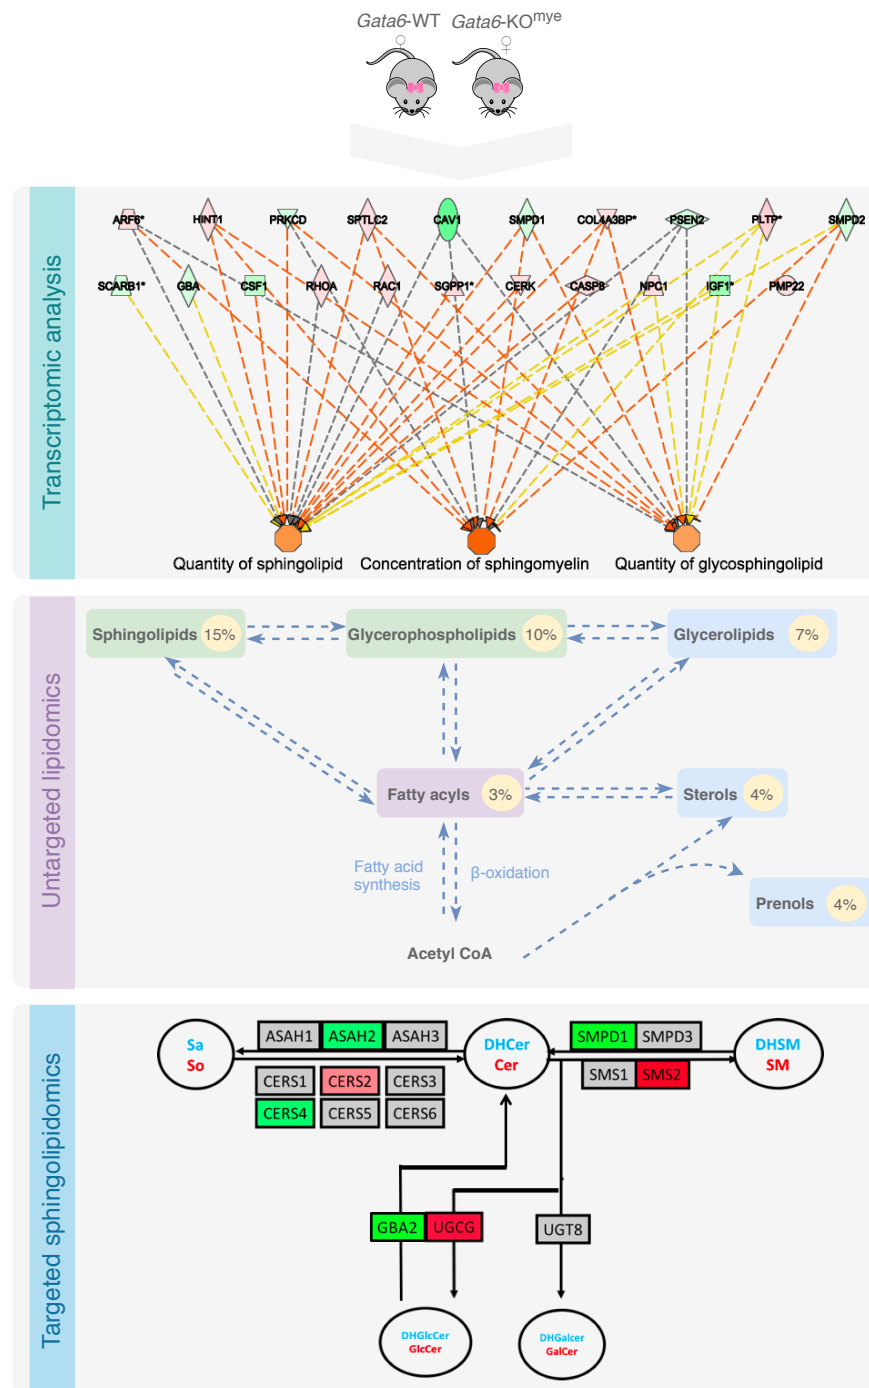 Gata6-WT Gata6-KOmye
Transcriptomic analysis
ARF6* HINT1 PRKCD SPTLC2 CAV1 SMPD1 COL4A3BP* PSEN2 PLTP* SMPD2
SCARB1* GBA CSF1 RHOA RAC1 SGPP1* CERK CASP8 NPC1 IGF1* PMP22
Quantity of sphingolipid Concentration of sphingomyelin Quantity of glycosphingolipid
Untargeted lipidomics
Sphingolipids 15% Glycerophospholipids 10% Glycerolipids 7%
Fatty acyls 3% Sterols 4%
Fatty acid
synthesis
β-oxidation
Prenols 4%
Acetyl CoA
Targeted sphingolipidomics
ASAH1 ASAH2 ASAH3 SMPD1 SMPD3
Sa DHCer DHSM
So Cer SM
CERS1 CERS2 CERS3 SMS1 SMS2
CERS4 CERS5 CERS6
GBA2 UGCG UGT8
DHGlcCer DHGalcer
GlcCer GalCer